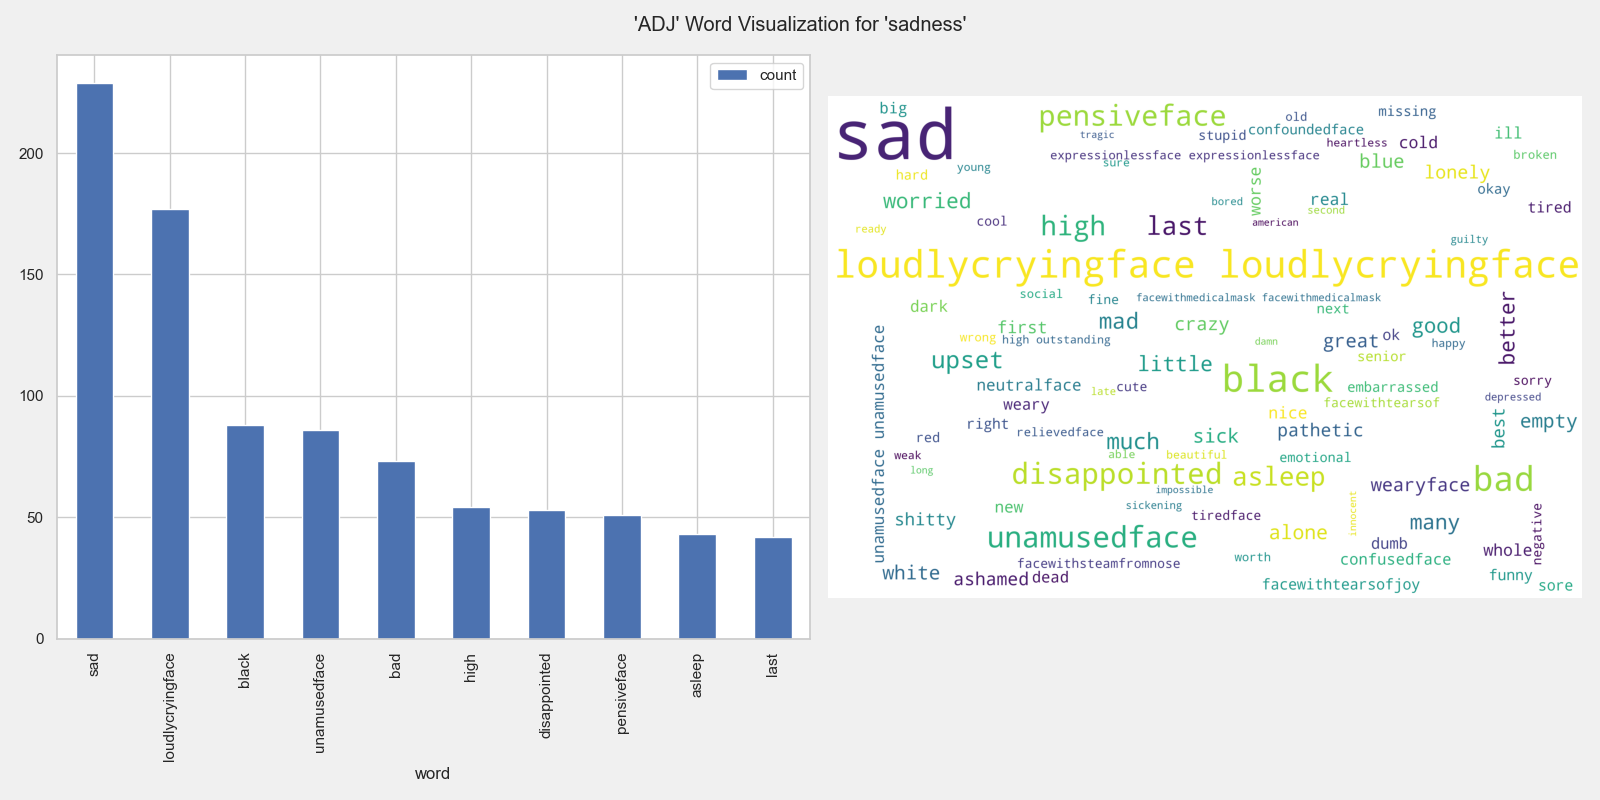 'ADJ' Word Visualization for 'sadness'
count
200
150
100
50
0
sad
loudlycryingface
black
unamusedface
bad
high
disappointed
pensiveface
asleep
last
word
big
sad
pensiveface
old
missing
tragic
stupid
confoundedface
ill
heartless
cold
expressionlessface expressionlessface
broken
sure
blue
young
hard
worse
lonely
okay
worried
bored
real
tired
second
cool
high
last
american
ready
guilty
loudlycryingface loudlycryingface
social
fine
facewithmedicalmask facewithmedicalmask
dark
next
better
first
mad
crazy
good
wrong
high outstanding
damn
great
ok
happy
unamusedface unamusedface
upset
little
senior
black
neutralface
late
cute
embarrassed
sorry
depressed
weary
facewithtearsof
nice
best
empty
right
relievedface
pathetic
red
much
sick
weak
able
beautiful
emotional
long
disappointed
asleep
bad
wearyface
impossible
innocent
new
sickening
negative
shitty
tiredface
many
unamusedface
alone
dumb
whole
facewithsteamfromnose
worth
confusedface
white
ashamed
dead
funny
facewithtearsofjoy
sore